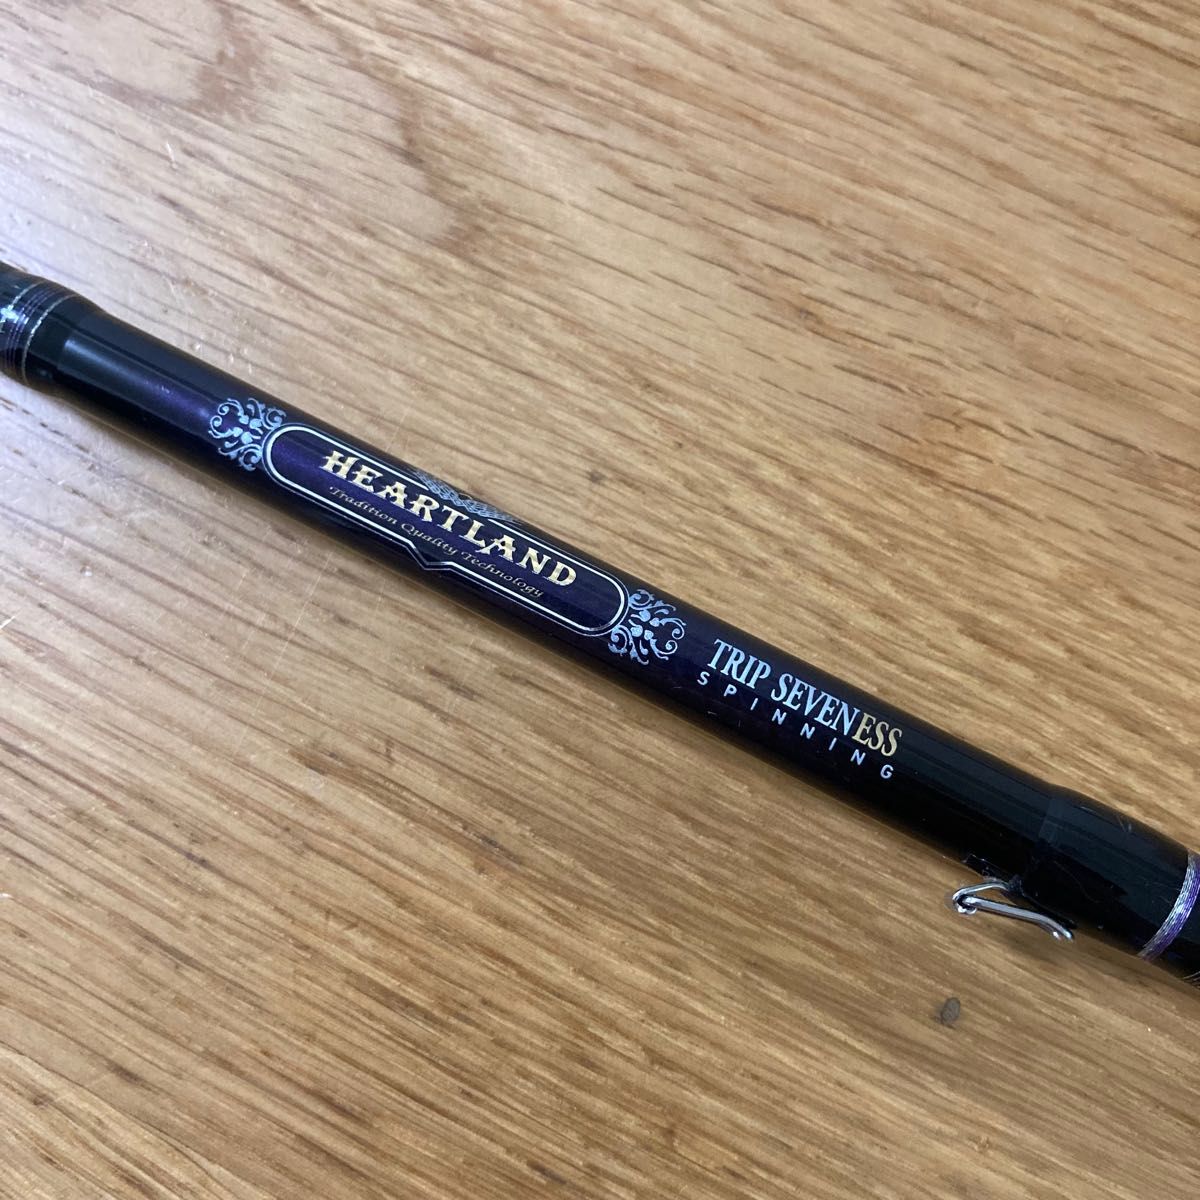 HEARTLAND
Tradition Quality Technology
TRIP SEVENESS
SPINNING